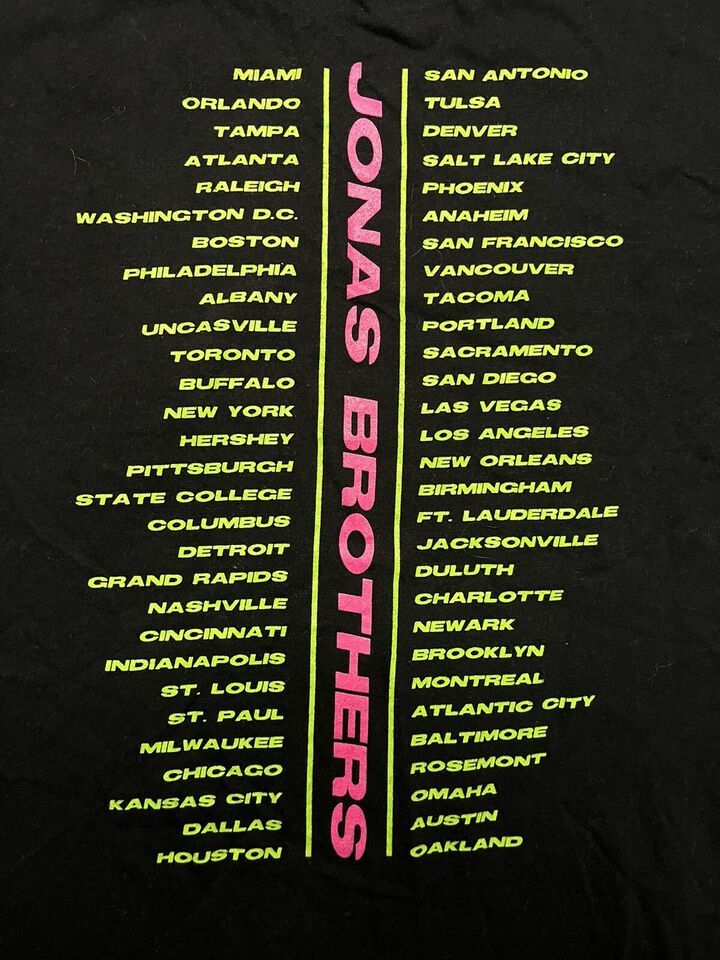 MIAMI
ORLANDO
TAMPA
ATLANTA
RALEIGH
WASHINGTON D.C.
BOSTON
PHILADELPHIA
ALBANY
UNCASVILLE
TORONTO
BUFFALO
NEW YORK
HERSHEY
PITTSBURGH
STATE COLLEGE
COLUMBUS
DETROIT
GRAND RAPIDS
NASHVILLE
CINCINNATI
INDIANAPOLIS
ST. LOUIS
ST. PAUL
MILWAUKEE
CHICAGO
KANSAS CITY
DALLAS
HOUSTON
JONAS BROTHERS
SAN ANTONIO
TULSA
DENVER
SALT LAKE CITY
PHOENIX
ANAHEIM
SAN FRANCISCO
VANCOUVER
TACOMA
PORTLAND
SACRAMENTO
SAN DIEGO
LAS VEGAS
LOS ANGELES
NEW ORLEANS
BIRMINGHAM
FT. LAUDERDALE
JACKSONVILLE
DULUTH
CHARLOTTE
NEWARK
BROOKLYN
MONTREAL
ATLANTIC CITY
BALTIMORE
ROSEMONT
OMAHA
AUSTIN
OAKLAND